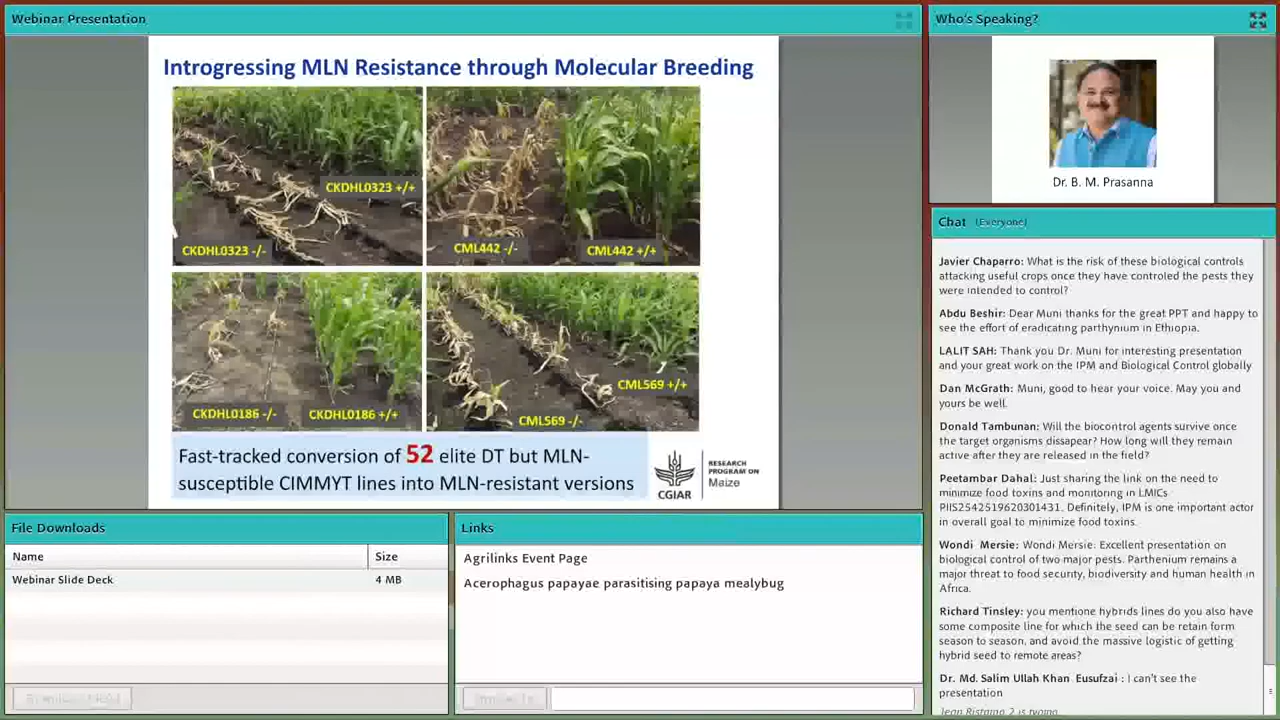 Webinar Presentation
Introgressing MLN Resistance through Molecular Breeding
CKDHL0323 +/+
CKDHL0323 -/-
CML442 -/-
CML442 +/+
CKDHL0186 -/-
CKDHL0186 +/+
CML569 +/+
CML569 -/-
Fast-tracked conversion of 52 elite DT but MLN-
susceptible CIMMYT lines into MLN-resistant versions
CGIAR
RESEARCH
PROGRAM ON
Maize
Who's Speaking?
Dr. B. M. Prasanna
Chat (Everyone)
Javier Chaparro: What is the risk of these biological controls
attacking useful crops once they have controled the pests they
were intended to control?
Abdu Beshir: Dear Muni thanks for the great PPT and happy to
see the effort of eradicating parthynium in Ethiopia.
LALIT SAH: Thank you Dr. Muni for interesting presentation
and your great work on the IPM and Biological Control globally
Dan McGrath: Muni, good to hear your voice. May you and
yours be well.
Donald Tambunan: Will the biocontrol agents survive once
the target organisms dissapear? How long will they remain
active after they are released in the field?
Peetambar Dahal: Just sharing the link on the need to
minimize food toxins and monitoring in LMICs
PIIS2542519620301431. Definitely, IPM is one important actor
in overall goal to minimize food toxins.
Wondi Mersie: Wondi Mersie. Excellent presentation on
biological control of two major pests. Parthenium remains a
major threat to food security, biodiversity and human health in
Africa.
Richard Tinsley: you mention hybrids lines do you also have
some composite line for which the seed can be retain form
season to season, and avoid the massive logistic of getting
hybrid seed to remote areas?
Dr. Md. Salim Ullah Khan Eusufzai : I can't see the
presentation
Jean Ristaino 2 is typing
File Downloads
Name Size
Webinar Slide Deck 4 MB
Links
Agrilinks Event Page
Acerophagus papayae parasitising papaya mealybug